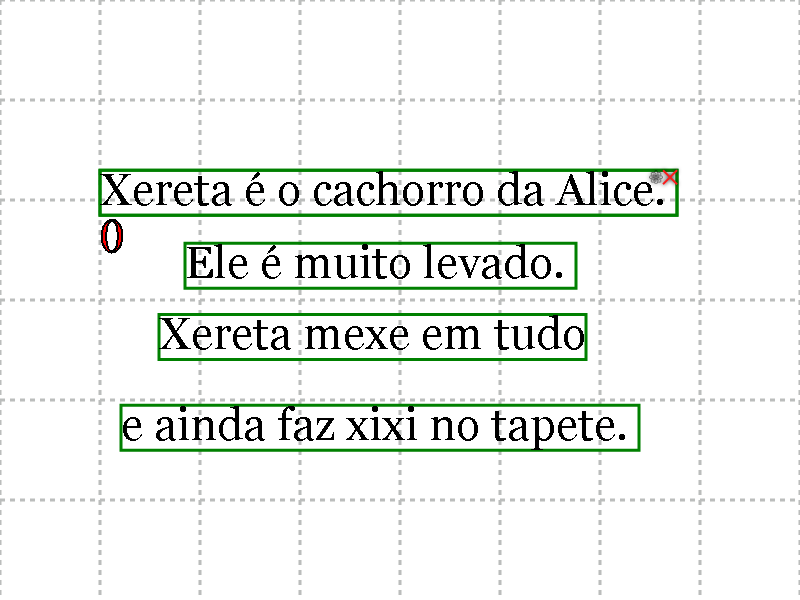 Xereta é o cachorro da Alice.
0
Ele é muito levado.
Xereta mexe em tudo
e ainda faz xixi no tapete.